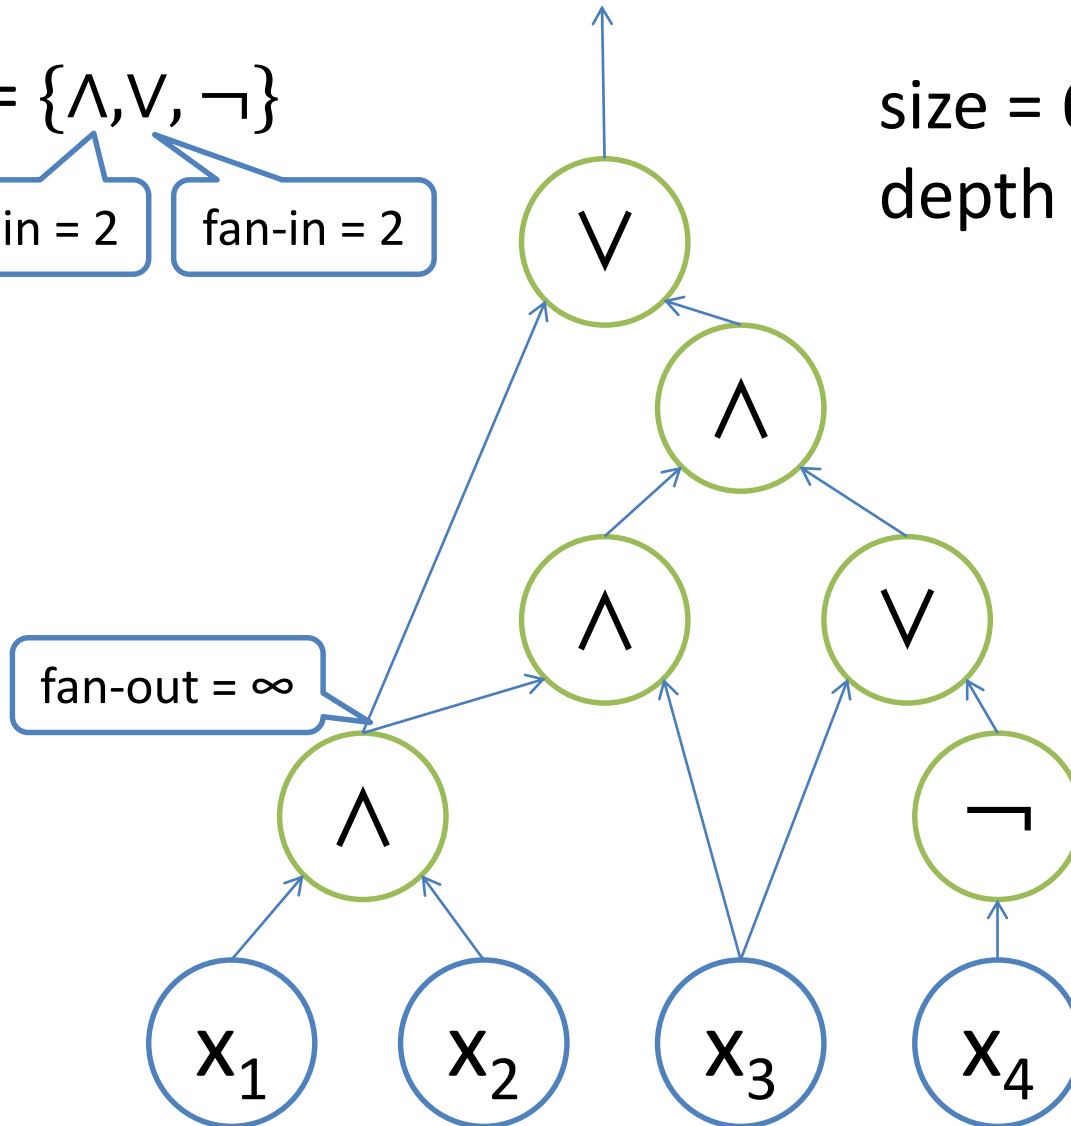 = {∧,∨, ¬}
size =
depth
in = 2
fan-in = 2
∨
∧
∧
∨
fan-out = ∞
∧
¬
x₁
x₂
x₃
x₄